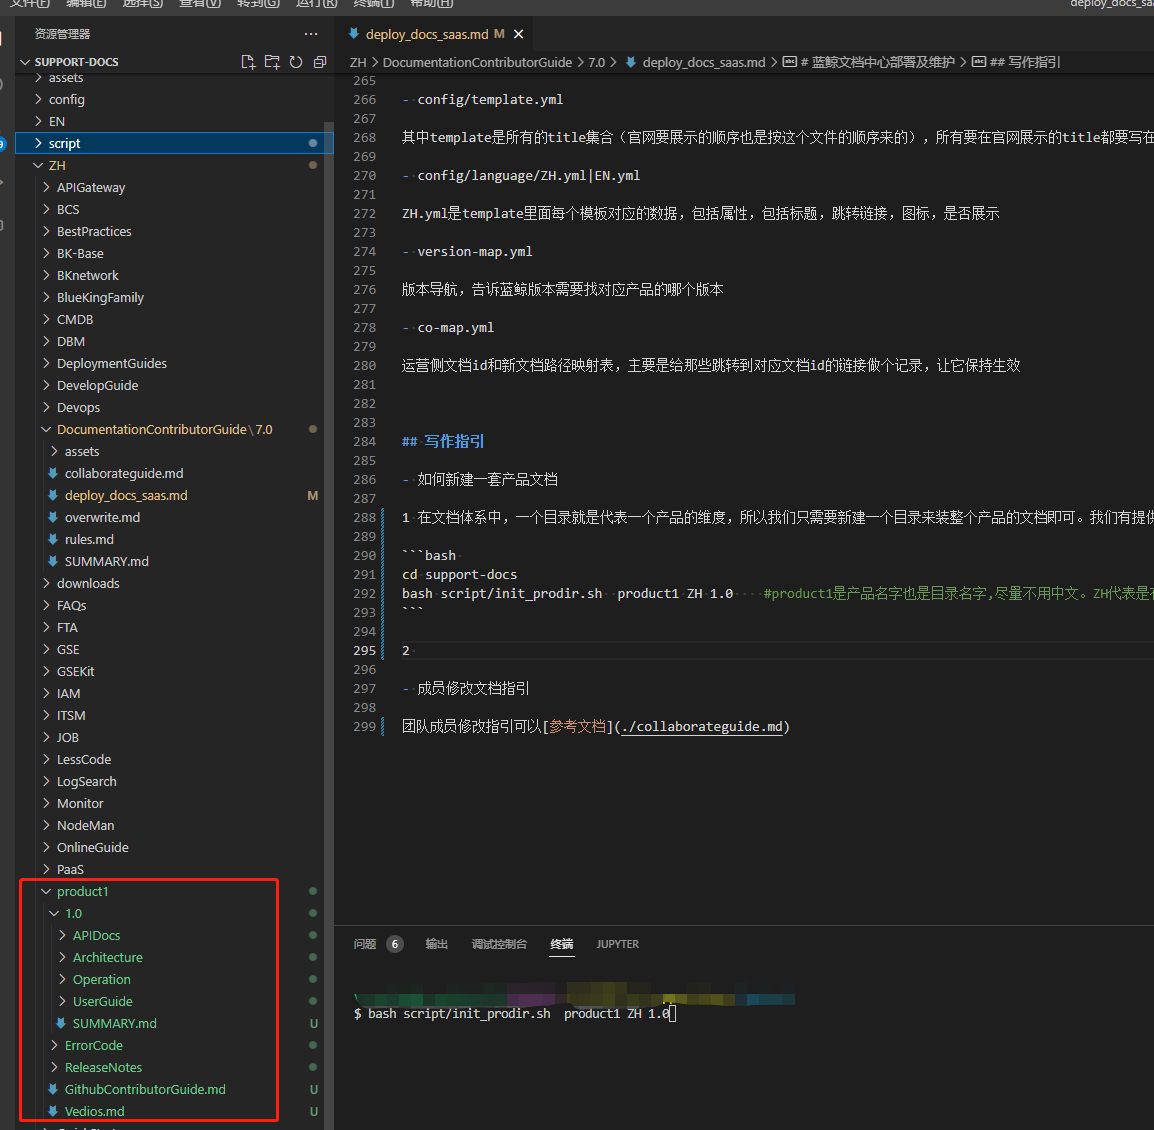 文件(F) 编辑(E) 选择(S) 查看(V) 转到(G) 运行(R) 终端(T) 帮助(H) deploy_docs_saas
资源管理器
SUPPORT-DOCS
assets
config
EN
script
ZH
APIGateway
BCS
BestPractices
BK-Base
BKnetwork
BlueKingFamily
CMDB
DBM
DeploymentGuides
DevelopGuide
Devops
DocumentationContributorGuide\7.0
assets
collaborateguide.md
deploy_docs_saas.md M
overwrite.md
rules.md
SUMMARY.md
downloads
FAQs
FTA
GSE
GSEKit
IAM
ITSM
JOB
LessCode
LogSearch
Monitor
NodeMan
OnlineGuide
PaaS
product1
1.0
APIDocs
Architecture
Operation
UserGuide
SUMMARY.md U
ErrorCode
ReleaseNotes
GithubContributorGuide.md U
Vedios.md U
deploy_docs_saas.md M
ZH > DocumentationContributorGuide > 7.0 > deploy_docs_saas.md > # 蓝鲸文档中心部署及维护 > ## 写作指引
265
266 - config/template.yml
267
268 其中template是所有的title集合（官网要展示的顺序也是按这个文件的顺序来的），所有要在官网展示的title都要写在
269
270 - config/language/ZH.yml|EN.yml
271
272 ZH.yml是template里面每个模板对应的数据，包括属性，包括标题，跳转链接，图标，是否展示
273
274 - version-map.yml
275
276 版本导航，告诉蓝鲸版本需要找对应产品的哪个版本
277
278 - co-map.yml
279
280 运营侧文档id和新文档路径映射表，主要是给那些跳转到对应文档id的链接做个记录，让它保持生效
281
282
283
284 ## 写作指引
285
286 - 如何新建一套产品文档
287
288 1 在文档体系中，一个目录就是代表一个产品的维度，所以我们只需要新建一个目录来装整个产品的文档即可。我们有提供
289
290 ```bash
291 cd support-docs
292 bash script/init_prodir.sh  product1 ZH 1.0    #product1是产品名字也是目录名字,尽量不用中文。ZH代表是
293 ```
294
295 2
296
297 - 成员修改文档指引
298
299 团队成员修改指引可以[参考文档](./collaborateguide.md)
问题 6 输出 调试控制台 终端 JUPYTER
$ bash script/init_prodir.sh  product1 ZH 1.0